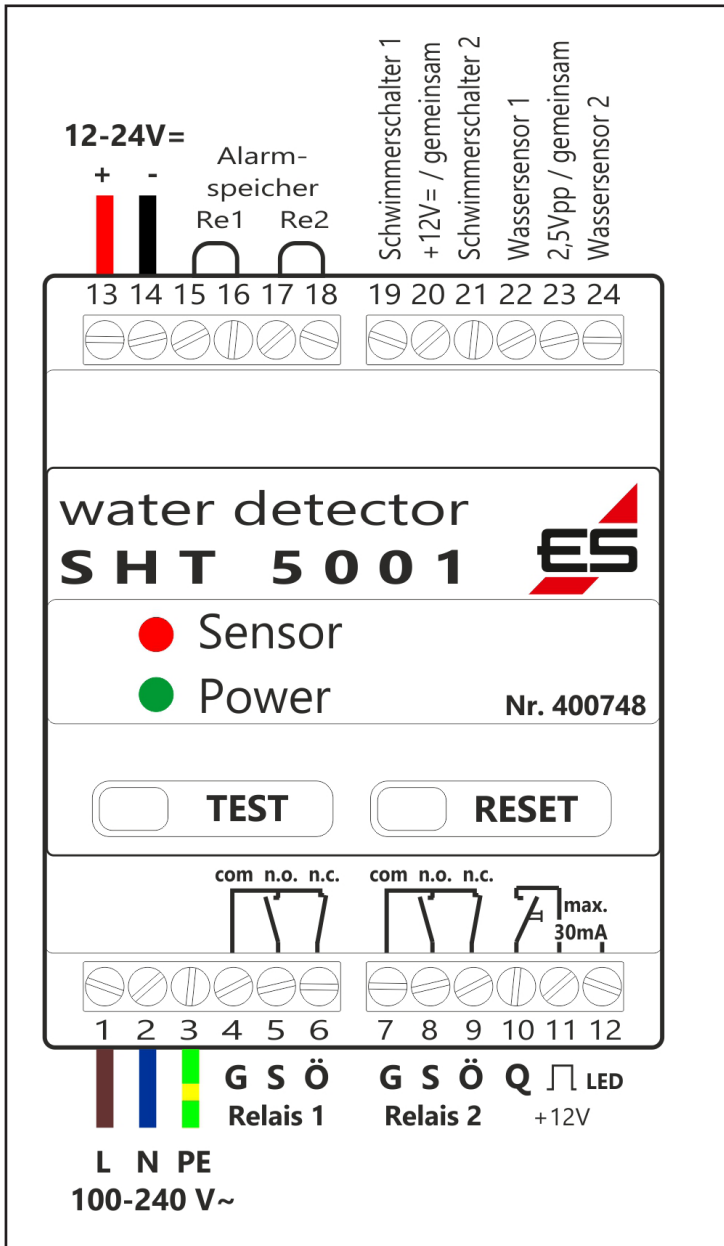 12-24V=
+ -
Alarm-
speicher
Re1 Re2
Schwimmerschalter 1
+12V= / gemeinsam
Schwimmerschalter 2
Wassersensor 1
2,5Vpp / gemeinsam
Wassersensor 2
13 14 15 16 17 18 19 20 21 22 23 24
water detector
SHT 5001
ES
Sensor
Power
Nr. 400748
TEST RESET
com n.o. n.c. com n.o. n.c.
max.
30mA
1 2 3 4 5 6 7 8 9 10 11 12
G S Ö G S Ö Q LED
Relais 1 Relais 2 +12V
L N PE
100-240 V~